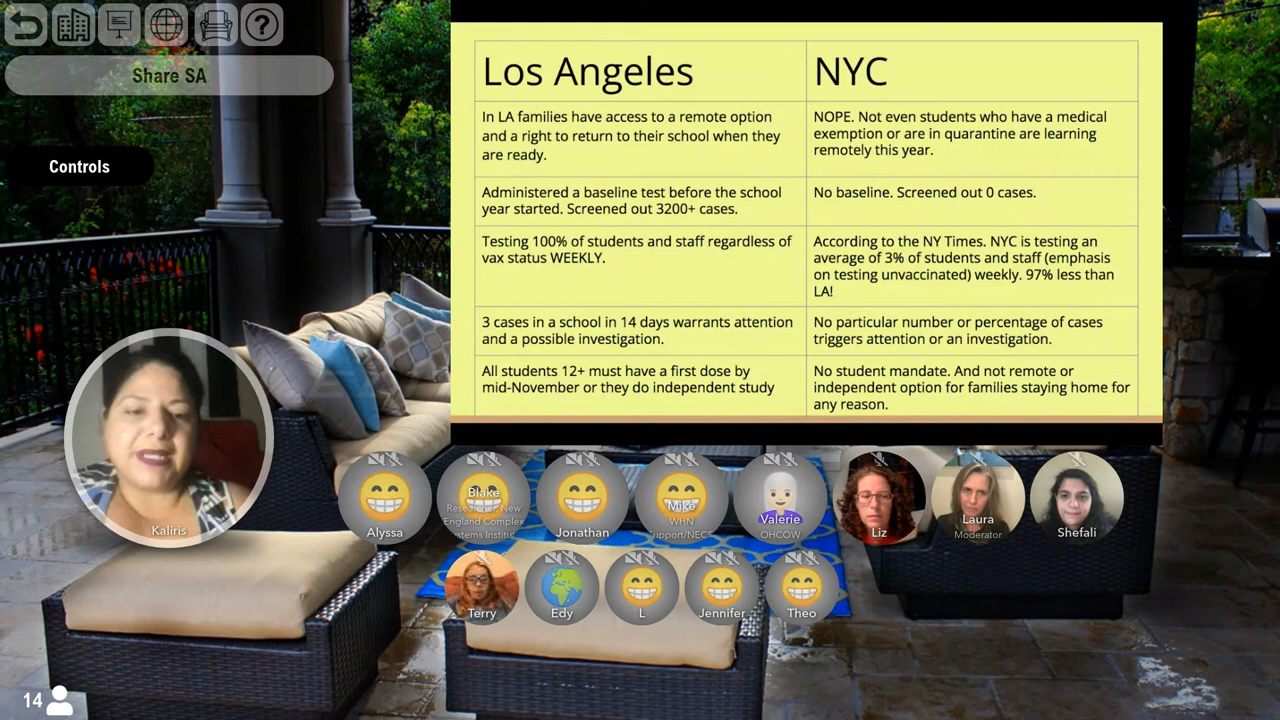 Share SA
Controls
Los Angeles
NYC
In LA families have access to a remote option
and a right to return to their school when they
are ready.
NOPE. Not even students who have a medical
exemption or are in quarantine are learning
remotely this year.
Administered a baseline test before the school
year started. Screened out 3200+ cases.
No baseline. Screened out 0 cases.
Testing 100% of students and staff regardless of
vax status WEEKLY.
According to the NY Times. NYC is testing an
average of 3% of students and staff (emphasis
on testing unvaccinated) weekly. 97% less than
LA!
3 cases in a school in 14 days warrants attention
and a possible investigation.
No particular number or percentage of cases
triggers attention or an investigation.
All students 12+ must have a first dose by
mid-November or they do independent study
No student mandate. And not remote or
independent option for families staying home for
any reason.
Kaliris
Alyssa
Blake
Researcher, New
England Complex
Jonathan
Mike
WHN
Valerie
OHCOW
Liz
Laura
Moderator
Shefali
Terry
Edy
L
Jennifer
Theo
14